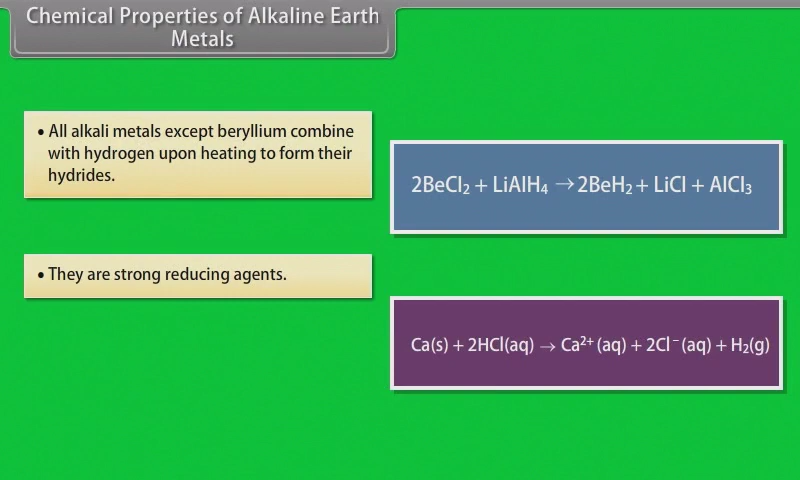 Chemical Properties of Alkaline Earth
Metals
• All alkali metals except beryllium combine
with hydrogen upon heating to form their
hydrides.
2BeCl₂ + LiAlH₄ → 2BeH₂ + LiCl + AlCl₃
• They are strong reducing agents.
Ca(s) + 2HCl(aq) → Ca²⁺ (aq) + 2Cl⁻ (aq) + H₂(g)